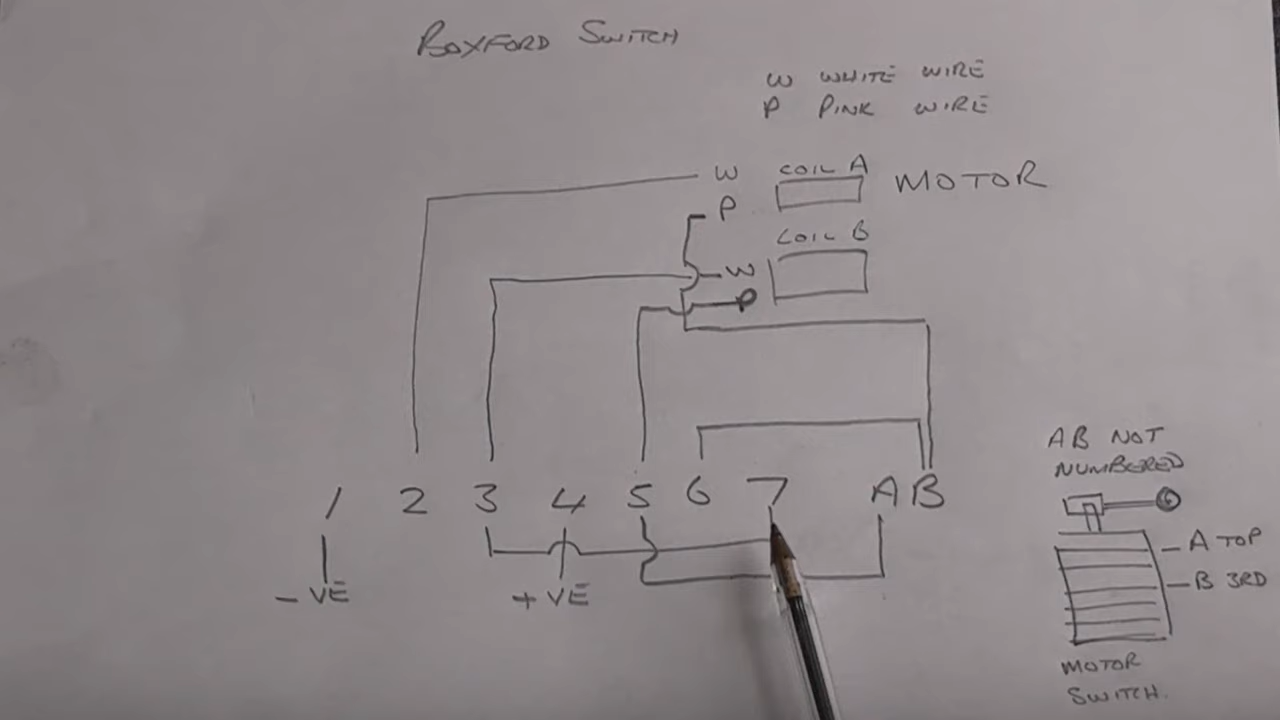 BOXFORD SWITCH
W WHITE WIRE
P PINK WIRE
W COIL A MOTOR
P
COIL B
W
P
1 2 3 4 5 6 7 A B
-VE +VE
AB NOT
NUMBERED
A TOP
B 3RD
MOTOR
SWITCH.